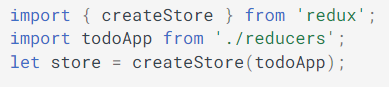 import { createStore } from 'redux';
import todoApp from './reducers';
let store = createStore(todoApp);